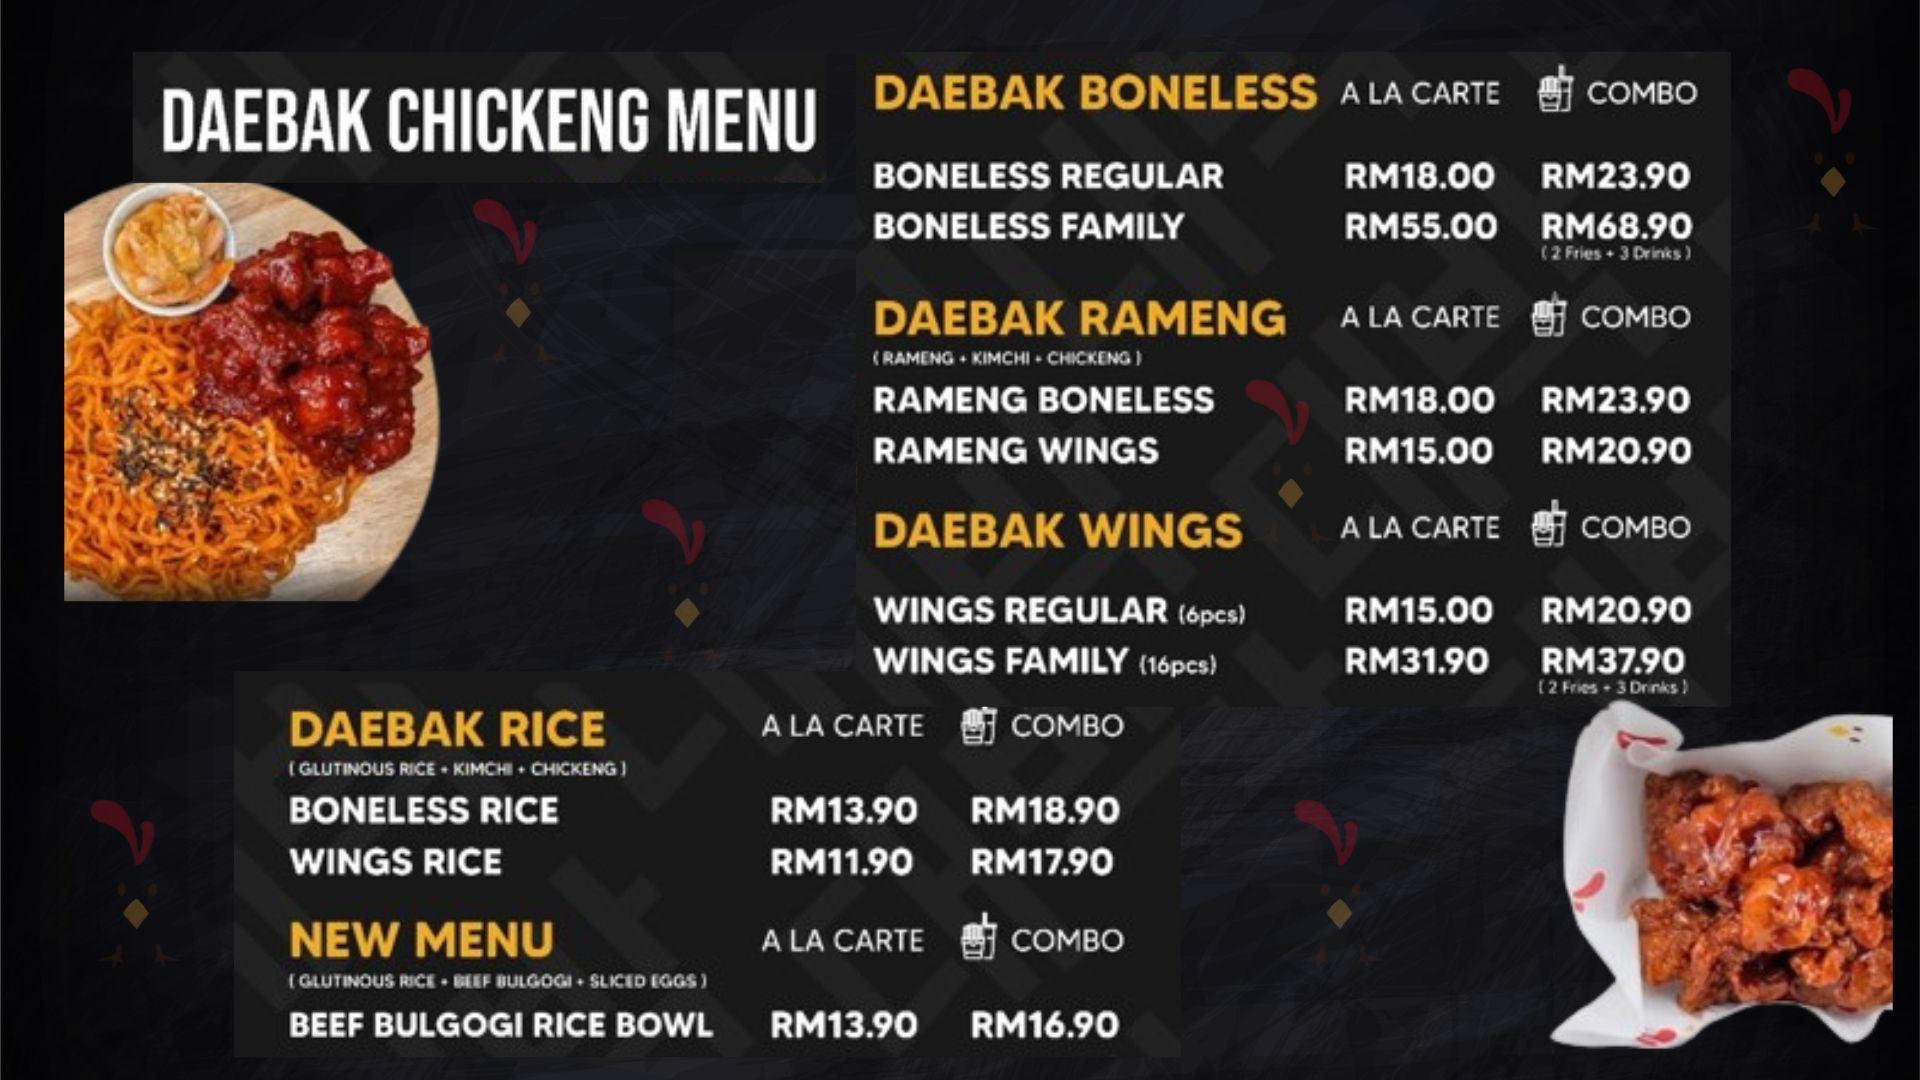 DAEBAK CHICKENG MENU
DAEBAK BONELESS A LA CARTE COMBO
BONELESS REGULAR RM18.00 RM23.90
BONELESS FAMILY RM55.00 RM68.90
( 2 Fries + 3 Drinks )
DAEBAK RAMENG A LA CARTE COMBO
( RAMENG + KIMCHI + CHICKENG )
RAMENG BONELESS RM18.00 RM23.90
RAMENG WINGS RM15.00 RM20.90
DAEBAK WINGS A LA CARTE COMBO
WINGS REGULAR (6pcs) RM15.00 RM20.90
WINGS FAMILY (16pcs) RM31.90 RM37.90
( 2 Fries + 3 Drinks )
DAEBAK RICE A LA CARTE COMBO
( GLUTINOUS RICE + KIMCHI + CHICKENG )
BONELESS RICE RM13.90 RM18.90
WINGS RICE RM11.90 RM17.90
NEW MENU A LA CARTE COMBO
( GLUTINOUS RICE + BEEF BULGOGI + SLICED EGGS )
BEEF BULGOGI RICE BOWL RM13.90 RM16.90